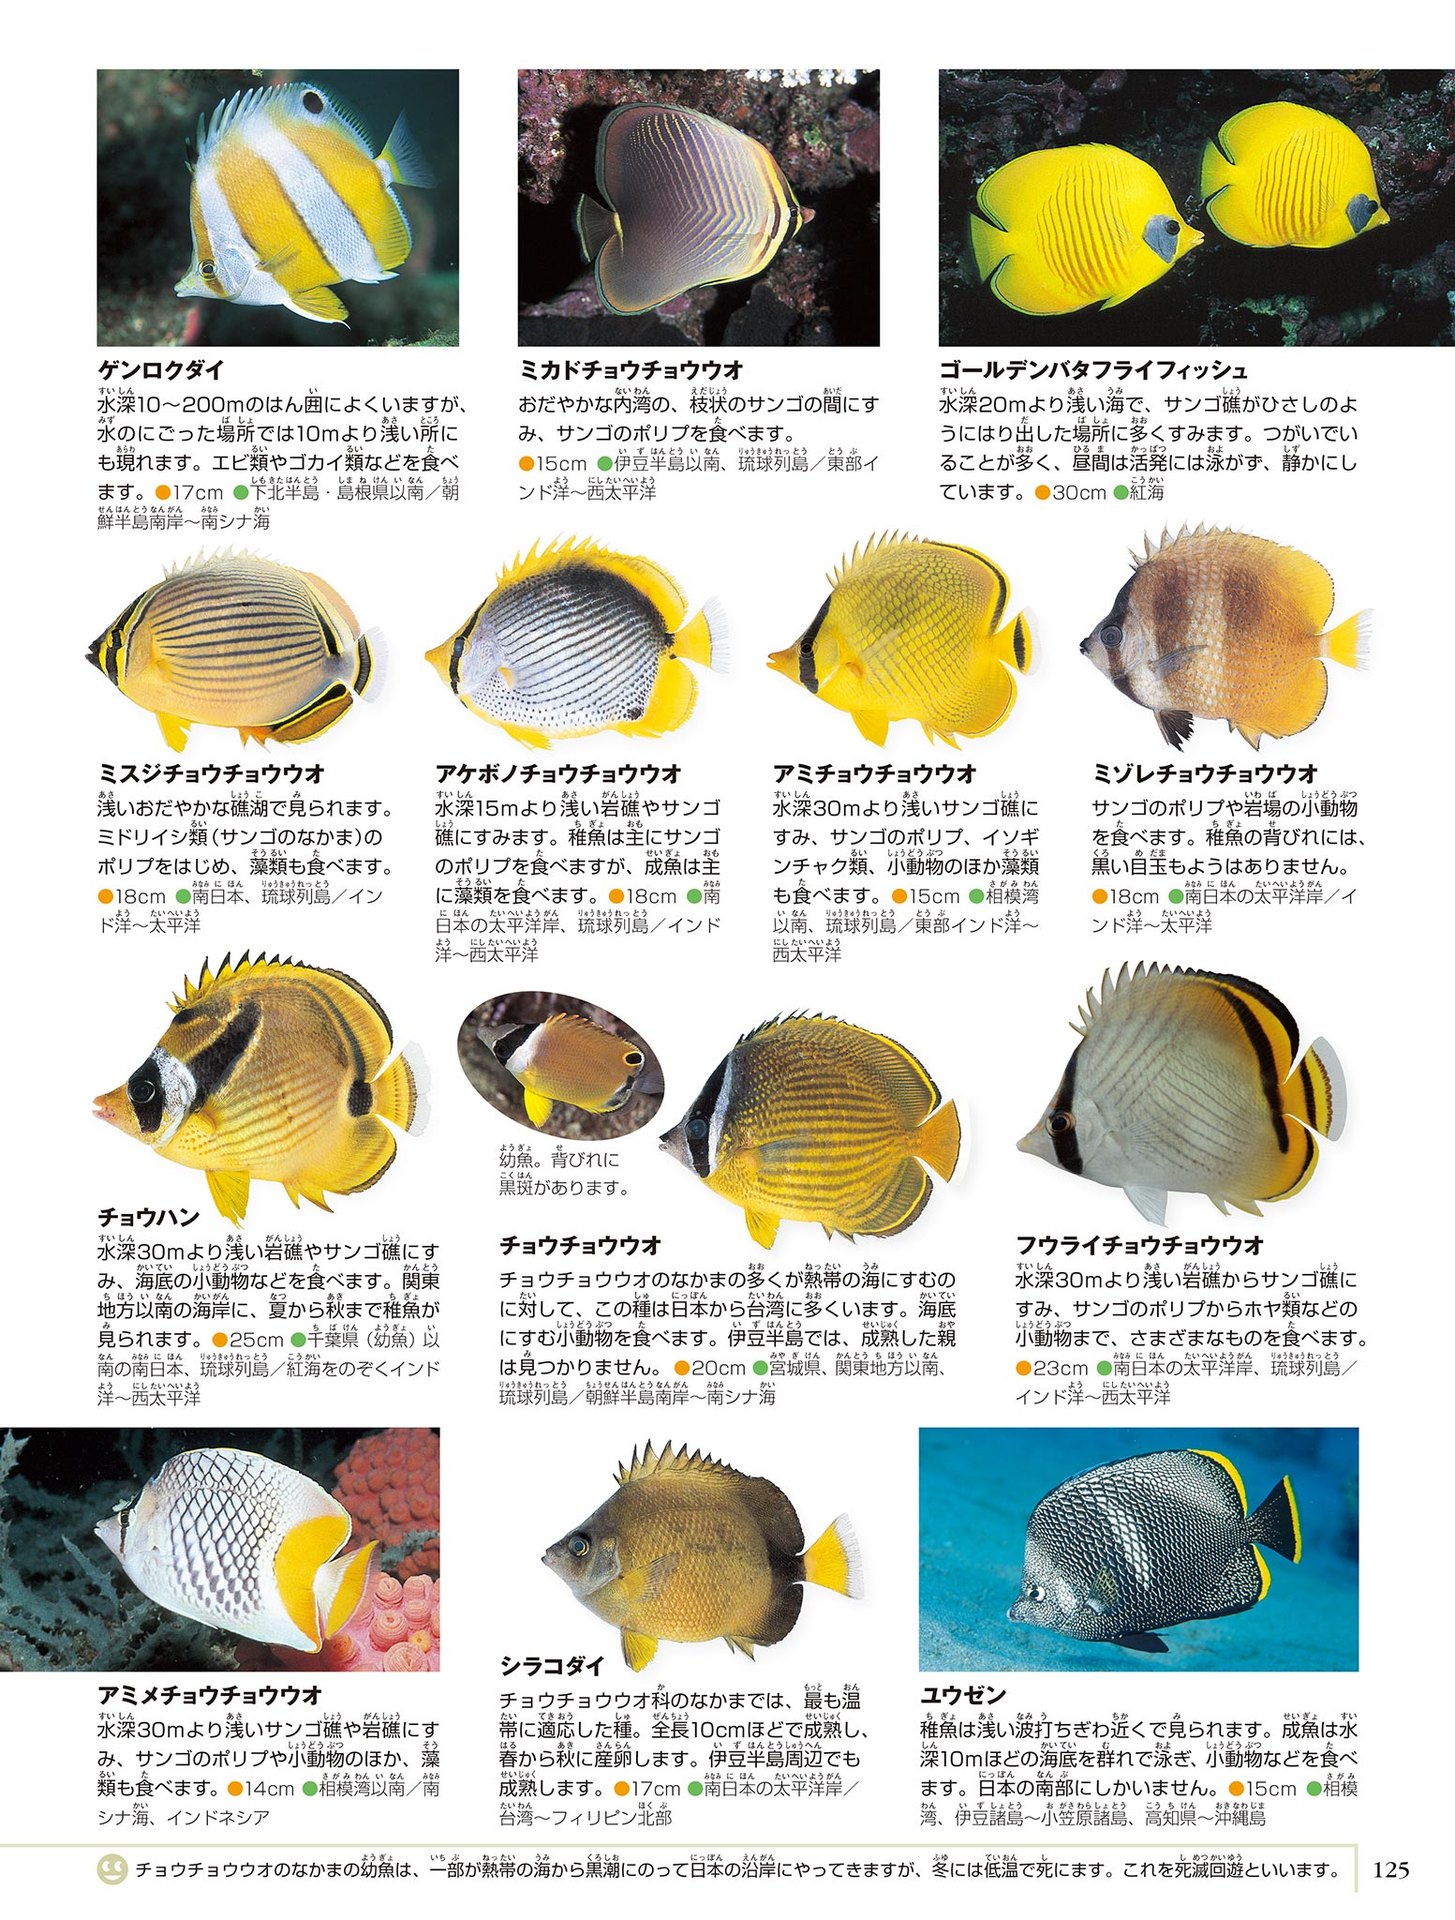 ゲンロクダイ
水深10〜200mのはん囲によくいますが、
水のにごった場所では10mより浅い所に
も現れます。エビ類やゴカイ類などを食べ
ます。●17cm ●下北半島・島根県以南／朝
鮮半島南岸〜南シナ海
ミカドチョウチョウウオ
おだやかな内湾の、枝状のサンゴの間にす
み、サンゴのポリプを食べます。
●15cm ●伊豆半島以南、琉球列島／東部イ
ンド洋〜西太平洋
ゴールデンバタフライフィッシュ
水深20mより浅い海で、サンゴ礁がひさしのよ
うにはり出した場所に多くすみます。つがいでい
ることが多く、昼間は活発には泳がず、静かにし
ています。●30cm ●紅海
ミスジチョウチョウウオ
浅いおだやかな礁湖で見られます。
ミドリイシ類（サンゴのなかま）の
ポリプをはじめ、藻類も食べます。
●18cm ●南日本、琉球列島／イン
ド洋〜太平洋
アケボノチョウチョウウオ
水深15mより浅い岩礁やサンゴ
礁にすみます。稚魚は主にサンゴ
のポリプを食べますが、成魚は主
に藻類を食べます。●18cm ●南
日本の太平洋岸、琉球列島／インド
洋〜西太平洋
アミチョウチョウウオ
水深30mより浅いサンゴ礁に
すみ、サンゴのポリプ、イソギ
ンチャク類、小動物のほか藻類
も食べます。●15cm ●相模湾
以南、琉球列島／東部インド洋〜
西太平洋
ミゾレチョウチョウウオ
サンゴのポリプや岩場の小動物
を食べます。稚魚の背びれには、
黒い目玉もようはありません。
●18cm ●南日本の太平洋岸／イ
ンド洋〜太平洋
チョウハン
水深30mより浅い岩礁やサンゴ礁にす
み、海底の小動物などを食べます。関東
地方以南の海岸に、夏から秋まで稚魚が
見られます。●25cm ●千葉県（幼魚）以
南の南日本、琉球列島／紅海をのぞくインド
洋〜西太平洋
幼魚。背びれに
黒斑があります。
チョウチョウウオ
チョウチョウウオのなかまの多くが熱帯の海にすむの
に対して、この種は日本から台湾に多くいます。海底
にすむ小動物を食べます。伊豆半島では、成熟した親
は見つかりません。●20cm ●宮城県、関東地方以南、
琉球列島／朝鮮半島南岸〜南シナ海
フウライチョウチョウウオ
水深30mより浅い岩礁からサンゴ礁に
すみ、サンゴのポリプからホヤ類などの
小動物まで、さまざまなものを食べます。
●23cm ●南日本の太平洋岸、琉球列島／
インド洋〜西太平洋
アミメチョウチョウウオ
水深30mより浅いサンゴ礁や岩礁にす
み、サンゴのポリプや小動物のほか、藻
類も食べます。●14cm ●相模湾以南／南
シナ海、インドネシア
シラコダイ
チョウチョウウオ科のなかまでは、最も温
帯に適応した種。全長10cmほどで成熟し、
春から秋に産卵します。伊豆半島周辺でも
成熟します。●17cm ●南日本の太平洋岸／
台湾〜フィリピン北部
ユウゼン
稚魚は浅い波打ちぎわ近くで見られます。成魚は水
深10mほどの海底を群れで泳ぎ、小動物などを食べ
ます。日本の南部にしかいません。●15cm ●相模
湾、伊豆諸島〜小笠原諸島、高知県〜沖縄島
チョウチョウウオのなかまの幼魚は、一部が熱帯の海から黒潮にのって日本の沿岸にやってきますが、冬には低温で死にます。これを死滅回遊といいます。
125